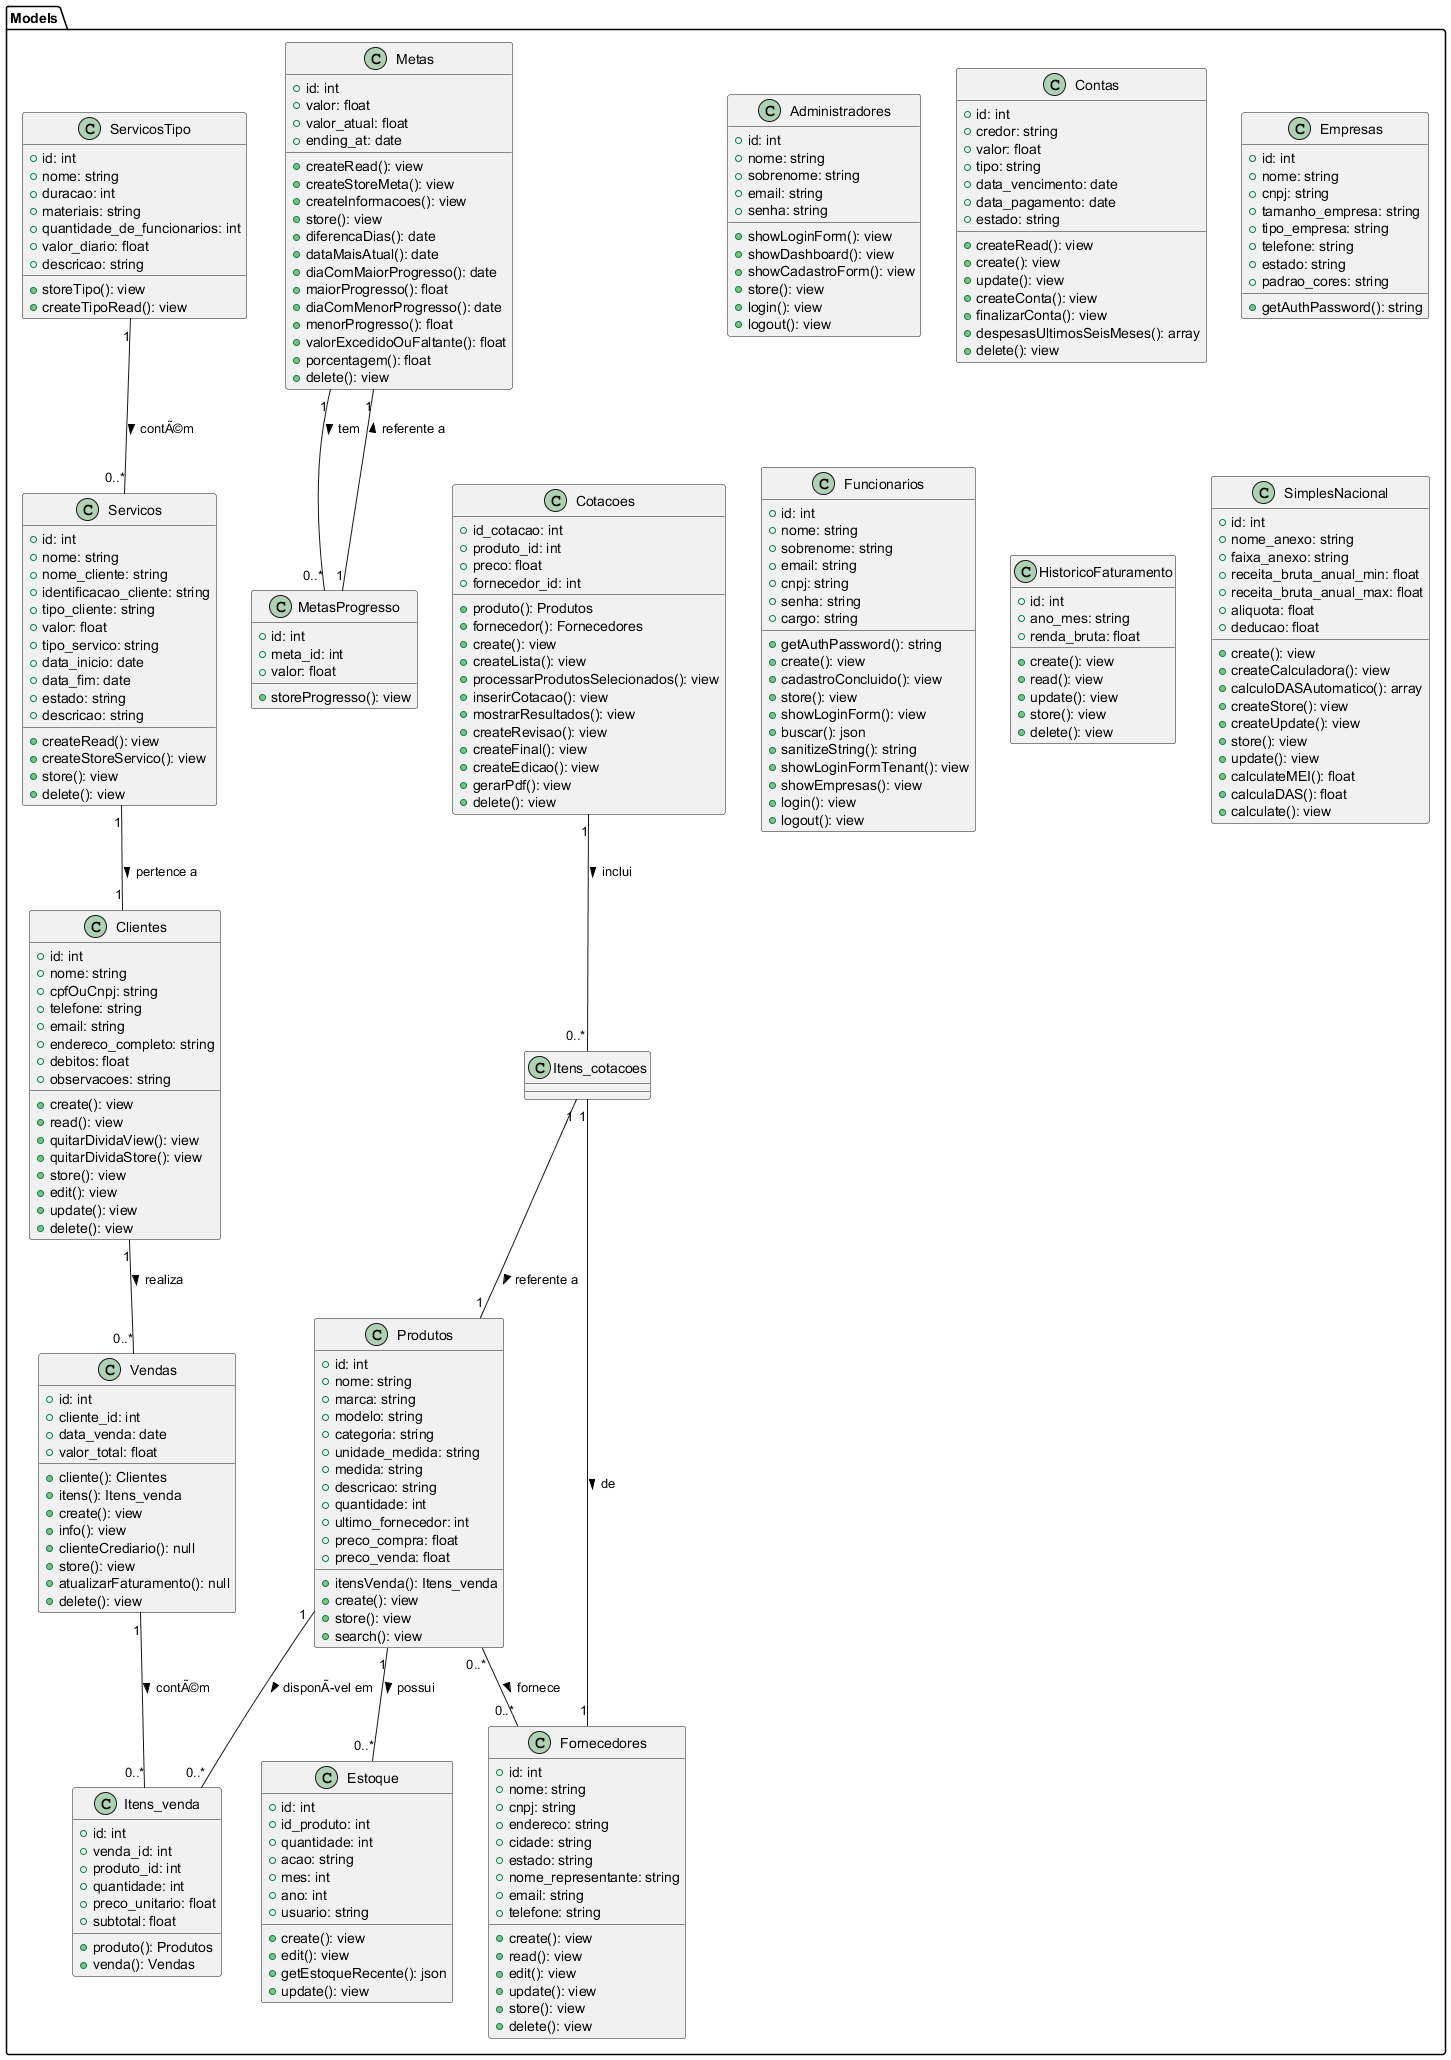 Models
ServicosTipo
id: int
nome: string
duracao: int
materiais: string
quantidade_de_funcionarios: int
valor_diario: float
descricao: string
storeTipo(): view
createTipoRead(): view
Metas
id: int
valor: float
valor_atual: float
ending_at: date
createRead(): view
createStoreMeta(): view
createInformacoes(): view
store(): view
diferencaDias(): date
dataMaisAtual(): date
diaComMaiorProgresso(): date
maiorProgresso(): float
diaComMenorProgresso(): date
menorProgresso(): float
valorExcedidoOuFaltante(): float
porcentagem(): float
delete(): view
Administradores
id: int
nome: string
sobrenome: string
email: string
senha: string
showLoginForm(): view
showDashboard(): view
showCadastroForm(): view
store(): view
login(): view
logout(): view
Contas
id: int
credor: string
valor: float
tipo: string
data_vencimento: date
data_pagamento: date
estado: string
createRead(): view
create(): view
update(): view
createConta(): view
finalizarConta(): view
despesasUltimosSeisMeses(): array
delete(): view
Empresas
id: int
nome: string
cnpj: string
tamanho_empresa: string
tipo_empresa: string
telefone: string
estado: string
padrao_cores: string
getAuthPassword(): string
1
contÃ©m
0..*
1
tem
0..*
1
referente a
1
Servicos
id: int
nome: string
nome_cliente: string
identificacao_cliente: string
tipo_cliente: string
valor: float
tipo_servico: string
data_inicio: date
data_fim: date
estado: string
descricao: string
createRead(): view
createStoreServico(): view
store(): view
delete(): view
MetasProgresso
id: int
meta_id: int
valor: float
storeProgresso(): view
Cotacoes
id_cotacao: int
produto_id: int
preco: float
fornecedor_id: int
produto(): Produtos
fornecedor(): Fornecedores
create(): view
createLista(): view
processarProdutosSelecionados(): view
inserirCotacao(): view
mostrarResultados(): view
createRevisao(): view
createFinal(): view
createEdicao(): view
gerarPdf(): view
delete(): view
Funcionarios
id: int
nome: string
sobrenome: string
email: string
cnpj: string
senha: string
cargo: string
getAuthPassword(): string
create(): view
cadastroConcluido(): view
store(): view
showLoginForm(): view
buscar(): json
sanitizeString(): string
showLoginFormTenant(): view
showEmpresas(): view
login(): view
logout(): view
HistoricoFaturamento
id: int
ano_mes: string
renda_bruta: float
create(): view
read(): view
update(): view
store(): view
delete(): view
SimplesNacional
id: int
nome_anexo: string
faixa_anexo: string
receita_bruta_anual_min: float
receita_bruta_anual_max: float
aliquota: float
deducao: float
create(): view
createCalculadora(): view
calculoDASAutomatico(): array
createStore(): view
createUpdate(): view
store(): view
update(): view
calculateMEI(): float
calculaDAS(): float
calculate(): view
1
pertence a
1
1
inclui
0..*
Clientes
id: int
nome: string
cpfOuCnpj: string
telefone: string
email: string
endereco_completo: string
debitos: float
observacoes: string
create(): view
read(): view
quitarDividaView(): view
quitarDividaStore(): view
store(): view
edit(): view
update(): view
delete(): view
Itens_cotacoes
1
realiza
0..*
1
referente a
1
1
de
1
Vendas
id: int
cliente_id: int
data_venda: date
valor_total: float
cliente(): Clientes
itens(): Itens_venda
create(): view
info(): view
clienteCrediario(): null
store(): view
atualizarFaturamento(): null
delete(): view
Produtos
id: int
nome: string
marca: string
modelo: string
categoria: string
unidade_medida: string
medida: string
descricao: string
quantidade: int
ultimo_fornecedor: int
preco_compra: float
preco_venda: float
itensVenda(): Itens_venda
create(): view
store(): view
search(): view
1
contÃ©m
0..*
1
disponÃ-vel em
0..*
1
possui
0..*
0..*
fornece
0..*
Itens_venda
id: int
venda_id: int
produto_id: int
quantidade: int
preco_unitario: float
subtotal: float
produto(): Produtos
venda(): Vendas
Estoque
id: int
id_produto: int
quantidade: int
acao: string
mes: int
ano: int
usuario: string
create(): view
edit(): view
getEstoqueRecente(): json
update(): view
Fornecedores
id: int
nome: string
cnpj: string
endereco: string
cidade: string
estado: string
nome_representante: string
email: string
telefone: string
create(): view
read(): view
edit(): view
update(): view
store(): view
delete(): view